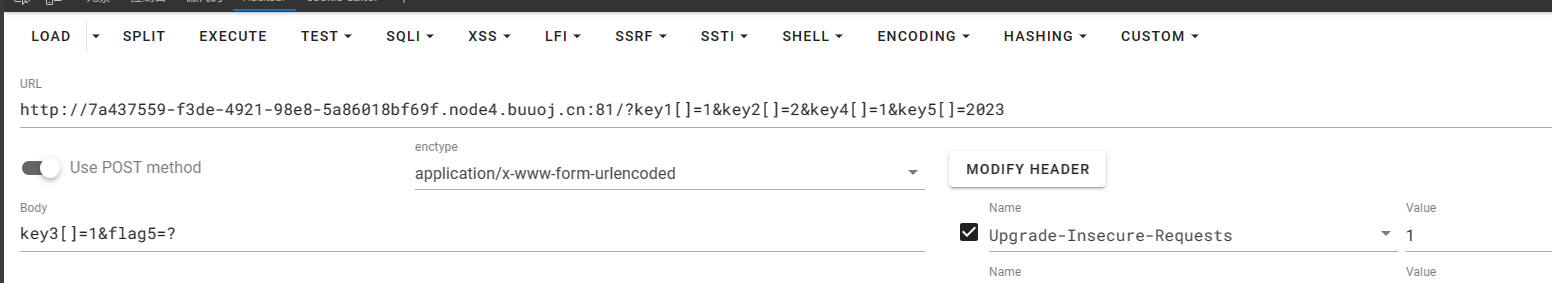 LOAD SPLIT EXECUTE TEST SQLI XSS LFI SSRF SSTI SHELL ENCODING HASHING CUSTOM
URL
http://7a437559-f3de-4921-98e8-5a86018bf69f.node4.buuoj.cn:81/?key1[]=1&key2[]=2&key4[]=1&key5[]=2023
Use POST method
enctype
application/x-www-form-urlencoded
MODIFY HEADER
Body
key3[]=1&flag5=?
Name Value
Upgrade-Insecure-Requests 1
Name Value